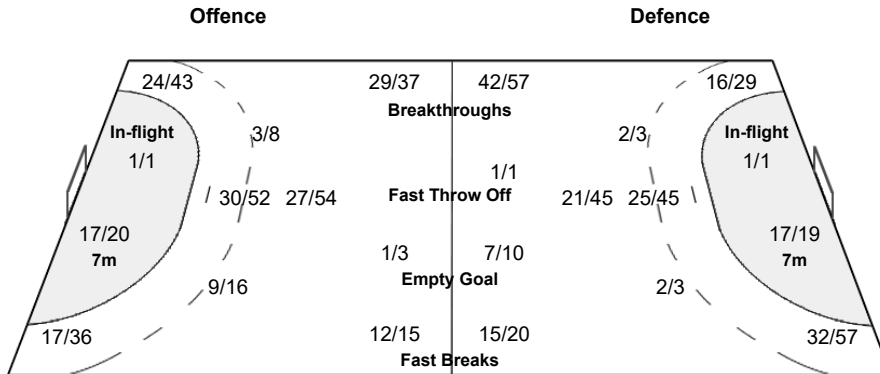 Offence Defence
24/43 29/37 42/57 16/29
Breakthroughs
In-flight 3/8 2/3 In-flight
1/1 1/1 1/1
30/52 27/54 Fast Throw Off 21/45 25/45
17/20 1/3 7/10 17/19
7m Empty Goal 7m
9/16 2/3
17/36 12/15 15/20 32/57
Fast Breaks